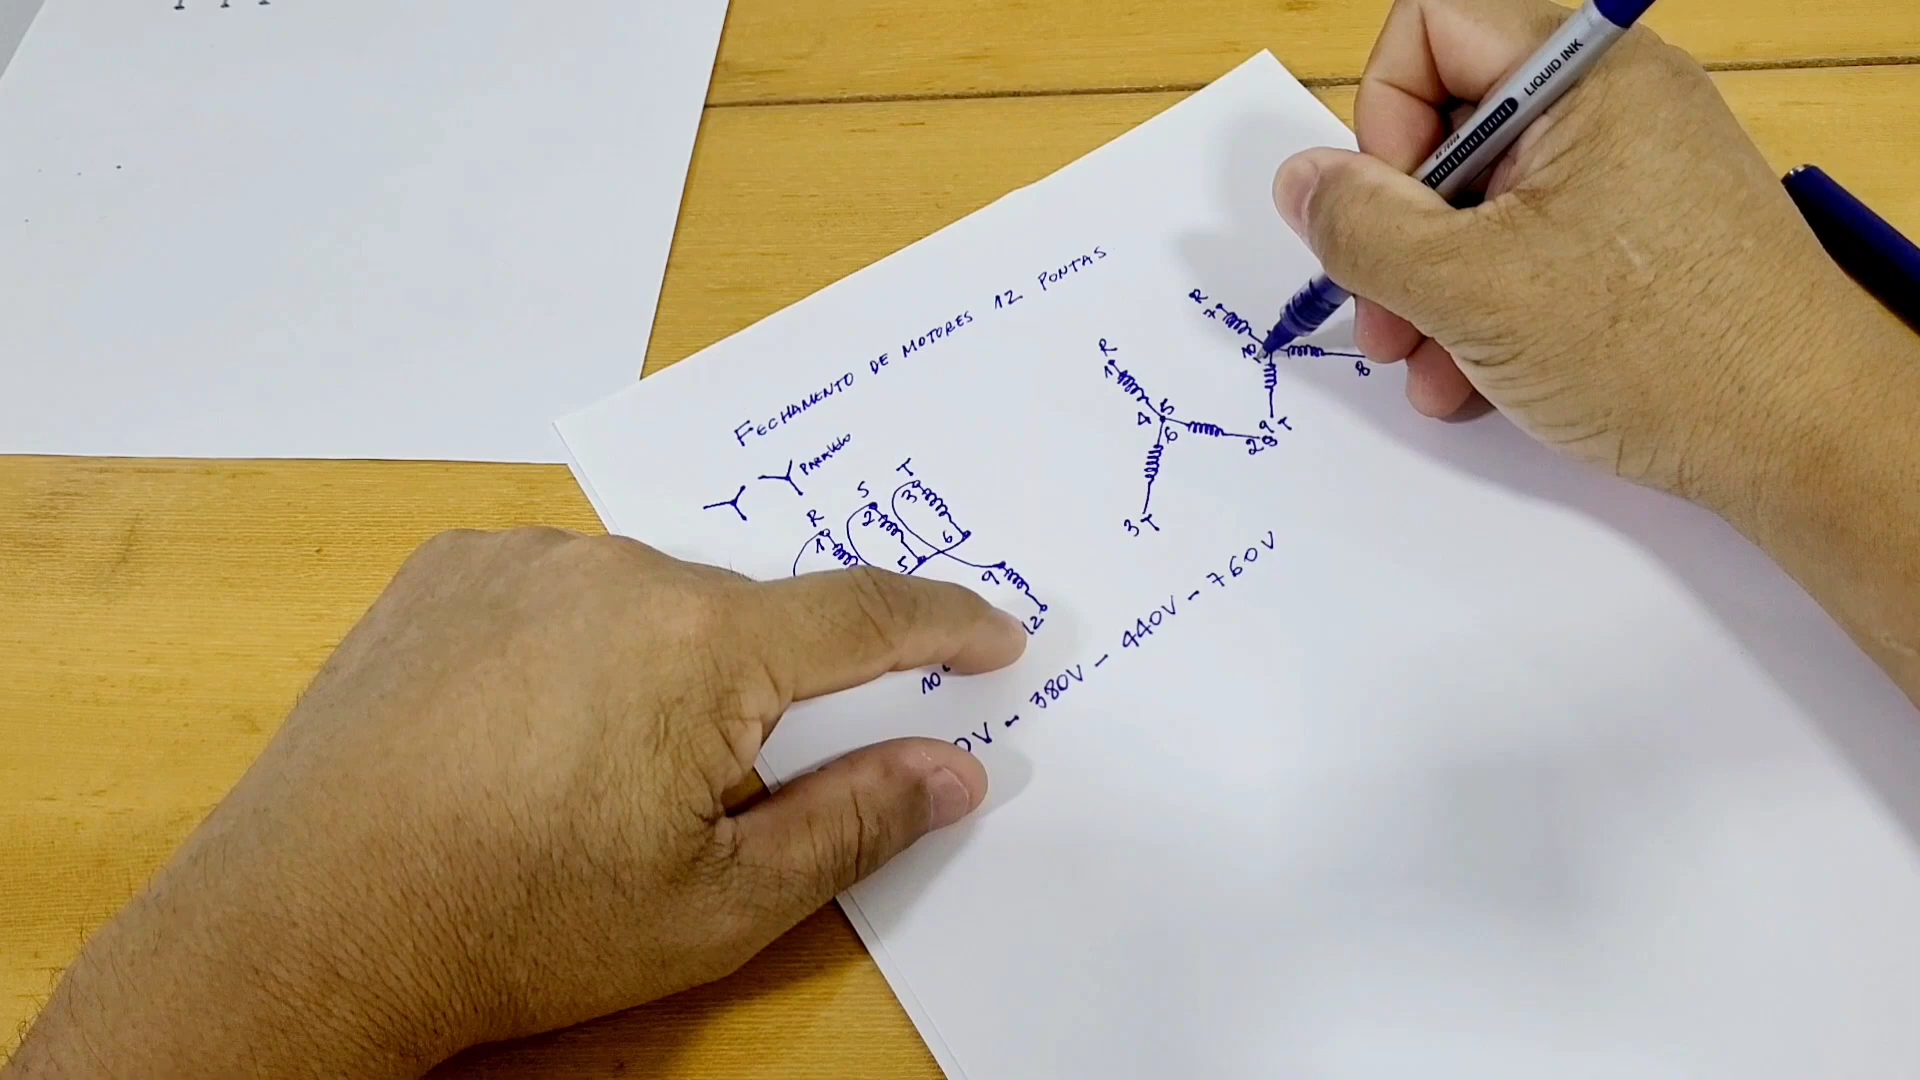 FECHAMENTO DE MOTORES 12 PONTAS
PARALELO
R S T
1 2 3
5 6
9
10 12
0V - 380V - 440V - 760V
R
1
4 5
6
2 S
3 T
R
7
10
8
9 T
LIQUID INK